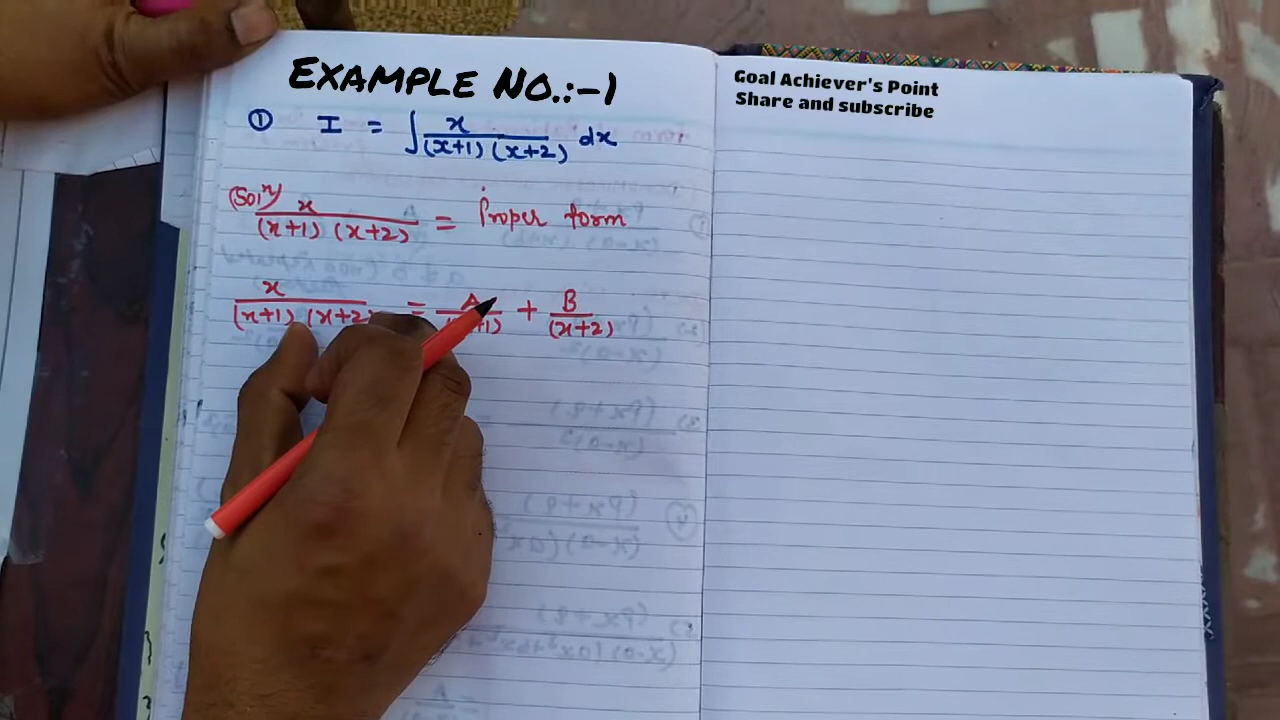 EXAMPLE NO.:-1
Goal Achiever's Point
Share and subscribe
① I = ∫ x / (x+1) (x+2) dx
(Solⁿ) x / (x+1) (x+2) = Proper form
x / (x+1) (x+2) = A / (x+1) + B / (x+2)